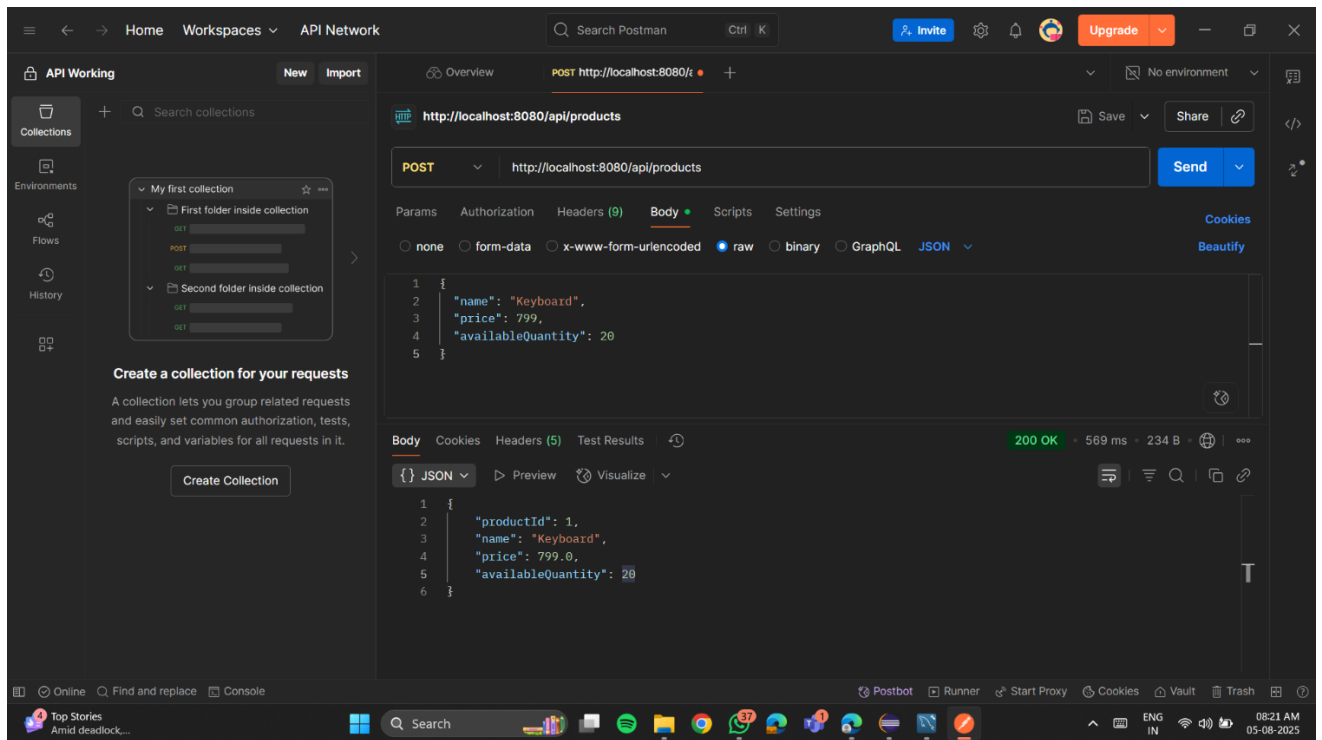 Home Workspaces API Network Search Postman Ctrl K Invite Upgrade
API Working New Import
Overview POST http://localhost:8080/a No environment
Collections
Search collections
http://localhost:8080/api/products Save Share
Environments
Flows
History
My first collection
First folder inside collection
GET
POST
GET
Second folder inside collection
GET
GET
Create a collection for your requests
A collection lets you group related requests
and easily set common authorization, tests,
scripts, and variables for all requests in it.
Create Collection
POST http://localhost:8080/api/products Send
Params Authorization Headers (9) Body Scripts Settings Cookies
none form-data x-www-form-urlencoded raw binary GraphQL JSON Beautify
1 {
2 "name": "Keyboard",
3 "price": 799,
4 "availableQuantity": 20
5 }
Body Cookies Headers (5) Test Results 200 OK 569 ms 234 B
{} JSON Preview Visualize
1 {
2 "productId": 1,
3 "name": "Keyboard",
4 "price": 799.0,
5 "availableQuantity": 20
6 }
Online Find and replace Console Postbot Runner Start Proxy Cookies Vault Trash
4 Top Stories
Amid deadlock,...
Search 37 1
ENG
IN
08:21 AM
05-08-2025